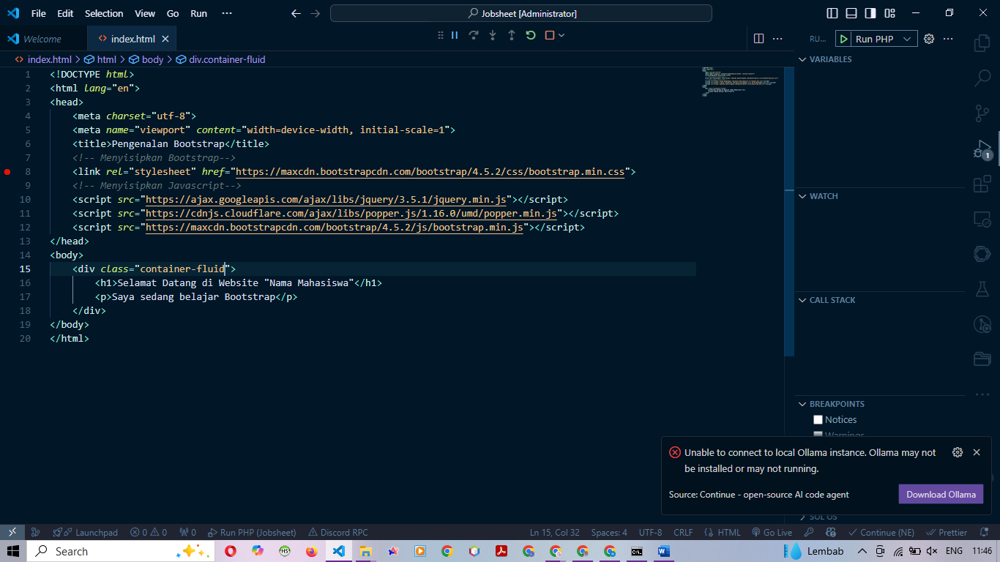 File Edit Selection View Go Run ··· Jobsheet [Administrator]
Welcome index.html RU... Run PHP
index.html > html > body > div.container-fluid
1 <!DOCTYPE html>
2 <html lang="en">
3 <head>
4 <meta charset="utf-8">
5 <meta name="viewport" content="width=device-width, initial-scale=1">
6 <title>Pengenalan Bootstrap</title>
7 <!-- Menyisipkan Bootstrap-->
8 <link rel="stylesheet" href="https://maxcdn.bootstrapcdn.com/bootstrap/4.5.2/css/bootstrap.min.css">
9 <!-- Menyisipkan Javascript-->
10 <script src="https://ajax.googleapis.com/ajax/libs/jquery/3.5.1/jquery.min.js"></script>
11 <script src="https://cdnjs.cloudflare.com/ajax/libs/popper.js/1.16.0/umd/popper.min.js"></script>
12 <script src="https://maxcdn.bootstrapcdn.com/bootstrap/4.5.2/js/bootstrap.min.js"></script>
13 </head>
14 <body>
15 <div class="container-fluid">
16 <h1>Selamat Datang di Website "Nama Mahasiswa"</h1>
17 <p>Saya sedang belajar Bootstrap</p>
18 </div>
19 </body>
20 </html>
VARIABLES
WATCH
CALL STACK
BREAKPOINTS
Notices
Warnings
1
Unable to connect to local Ollama instance. Ollama may not
be installed or may not running.
Source: Continue - open-source AI code agent Download Ollama
Launchpad 0 0 0 Run PHP (Jobsheet) Discord RPC Ln 15, Col 32 Spaces: 4 UTF-8 CRLF HTML Go Live Continue (NE) Prettier
Search Lembab ENG 11:46